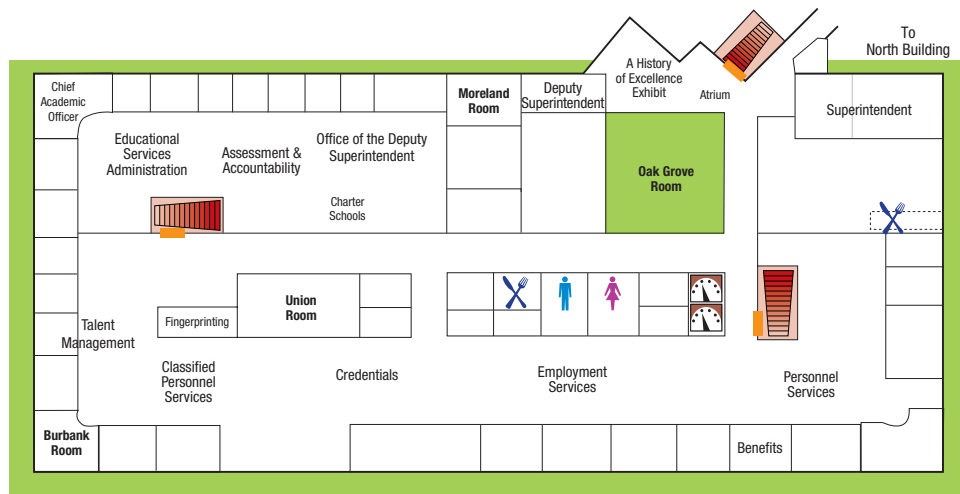 To
North Building
A History
of Excellence
Exhibit
Atrium
Chief
Academic
Officer
Moreland
Room
Deputy
Superintendent
Superintendent
Educational
Services
Administration
Assessment &
Accountability
Office of the Deputy
Superintendent
Charter
Schools
Oak Grove
Room
Union
Room
Fingerprinting
Talent
Management
Classified
Personnel
Services
Credentials
Employment
Services
Personnel
Services
Burbank
Room
Benefits